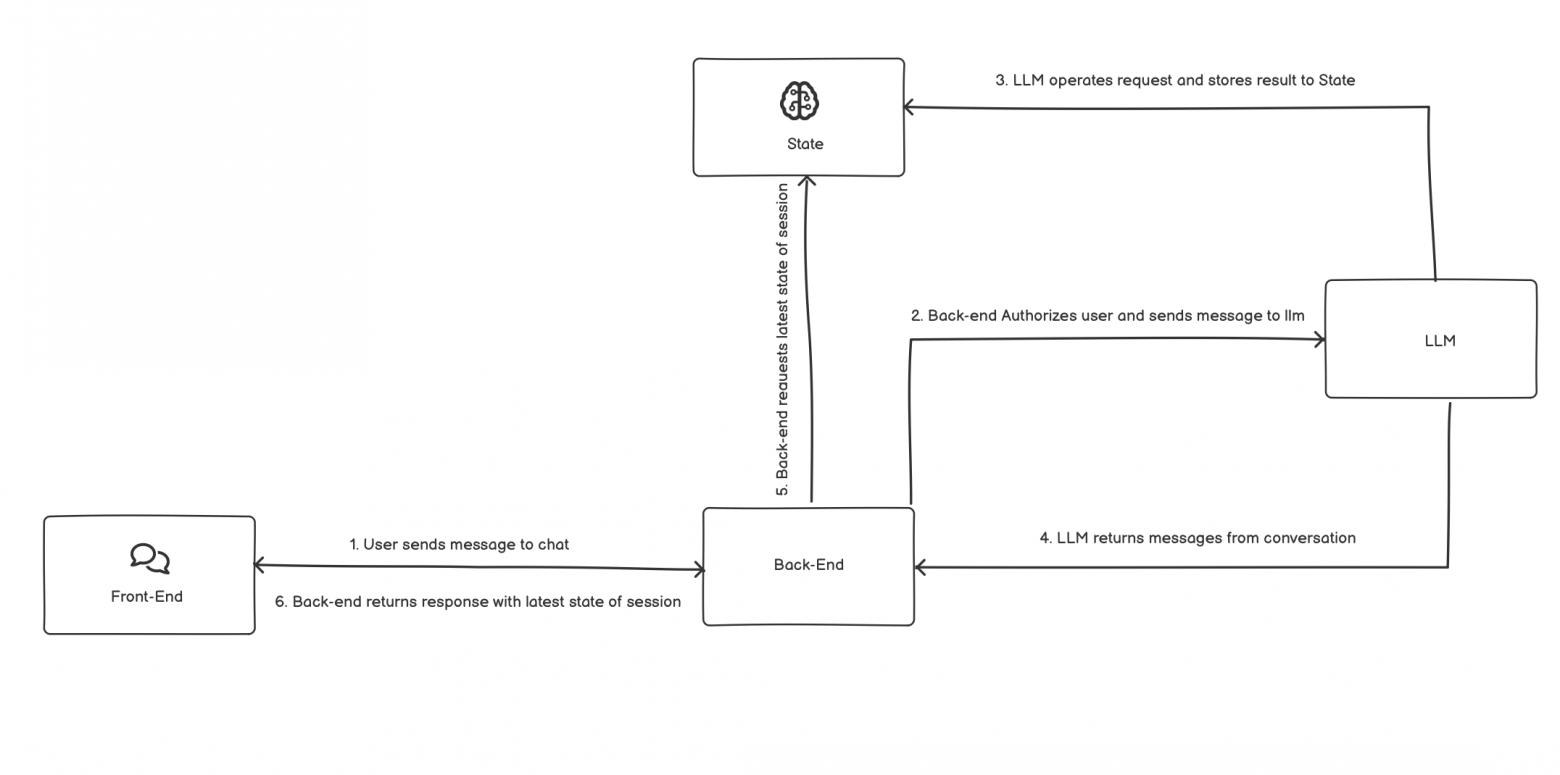 3. LLM operates request and stores result to State
State
5. Back-end requests latest state of session
2. Back-end Authorizes user and sends message to llm
LLM
1. User sends message to chat
4. LLM returns messages from conversation
Back-End
Front-End
6. Back-end returns response with latest state of session